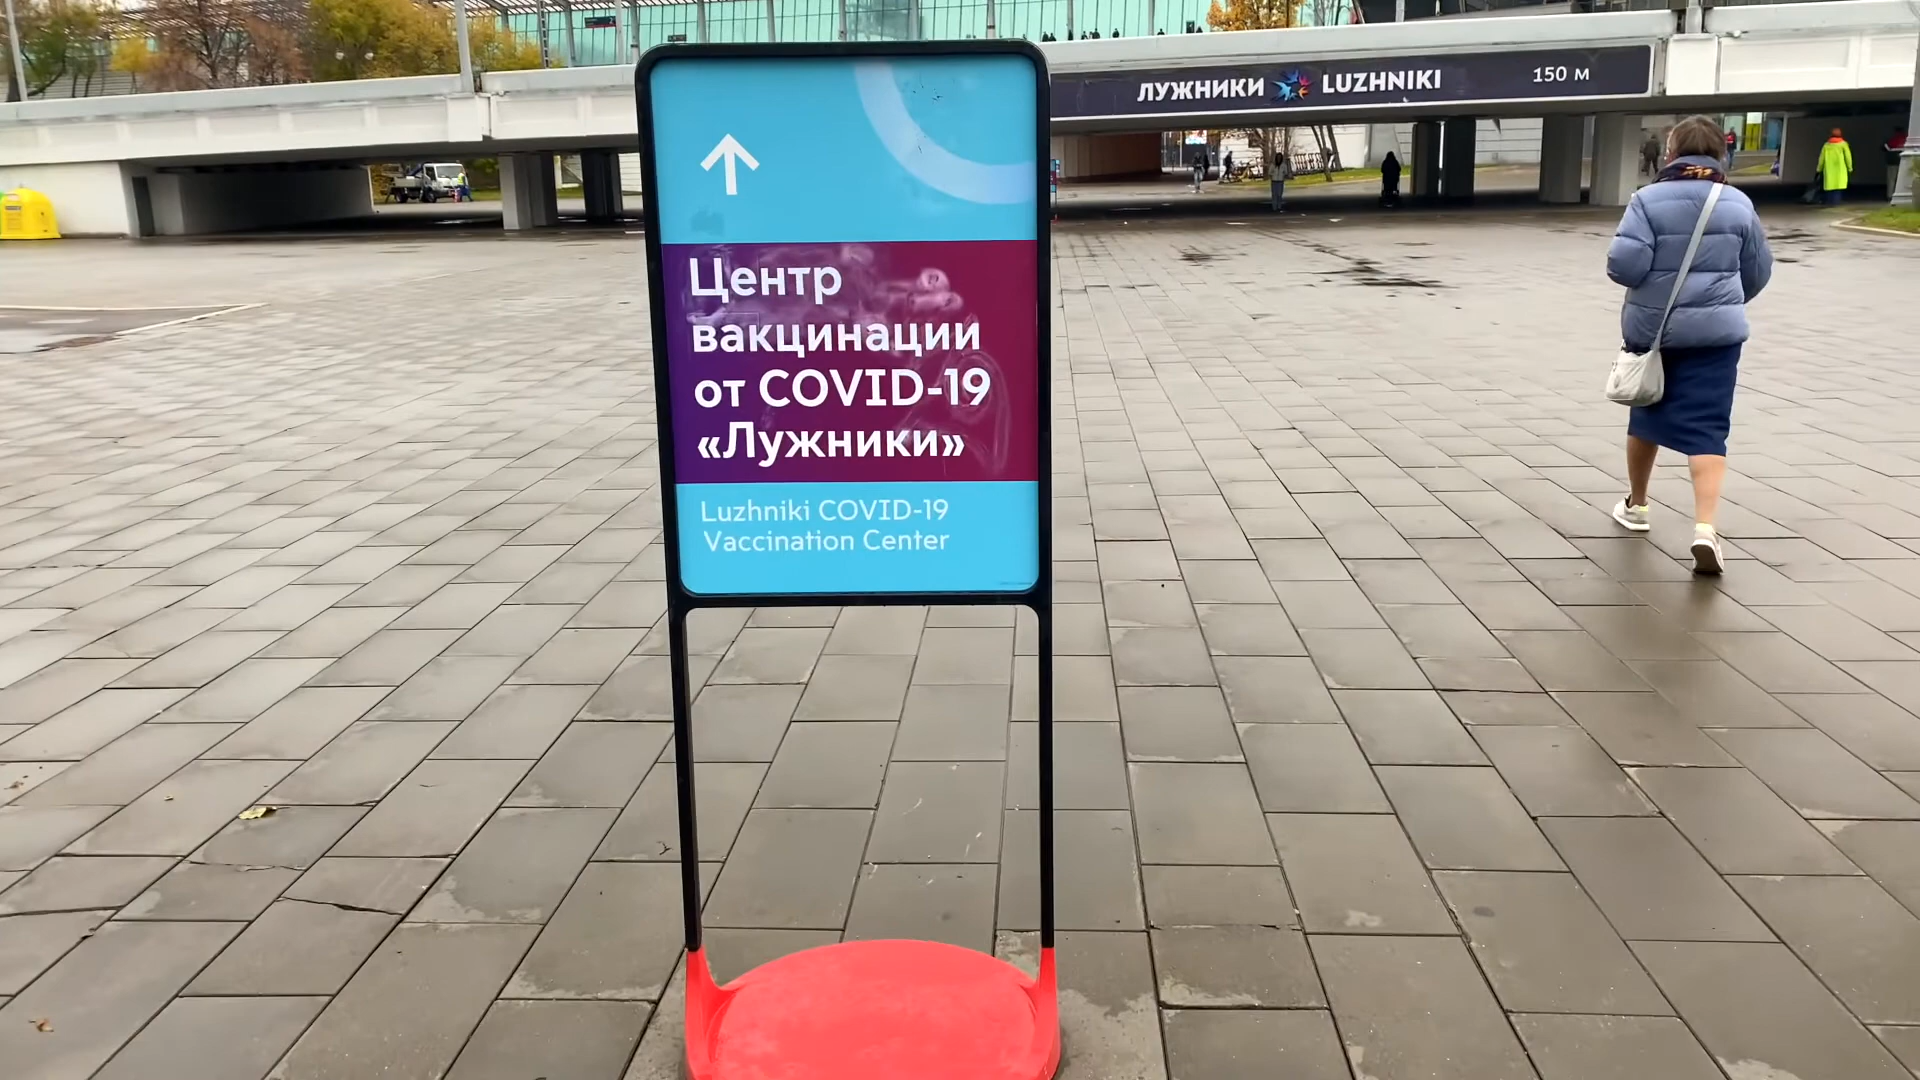 ЛУЖНИКИ LUZHNIKI 150 М
Центр
вакцинации
от COVID-19
«Лужники»
Luzhniki COVID-19
Vaccination Center